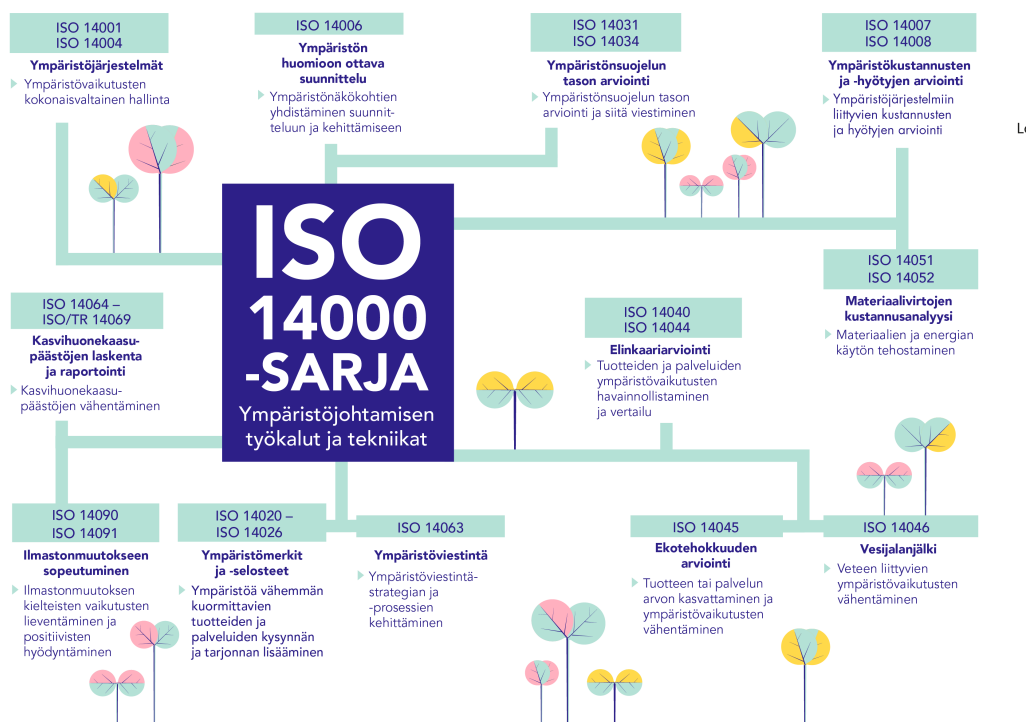 ISO 14001
ISO 14004
Ympäristöjärjestelmät
Ympäristövaikutusten
kokonaisvaltainen hallinta
ISO 14006
Ympäristön
huomioon ottava
suunnittelu
Ympäristönäkökohtien
yhdistäminen suunnit-
teluun ja kehittämiseen
ISO 14031
ISO 14034
Ympäristönsuojelun
tason arviointi
Ympäristönsuojelun tason
arviointi ja siitä viestiminen
ISO 14007
ISO 14008
Ympäristökustannusten
ja -hyötyjen arviointi
Ympäristöjärjestelmiin
liittyvien kustannusten
ja hyötyjen arviointi
ISO
14000
-SARJA
Ympäristöjohtamisen
työkalut ja tekniikat
ISO 14051
ISO 14052
Materiaalivirtojen
kustannusanalyysi
Materiaalien ja energian
käytön tehostaminen
ISO 14064 –
ISO/TR 14069
Kasvihuonekaasu-
päästöjen laskenta
ja raportointi
Kasvihuonekaasu-
päästöjen vähentäminen
ISO 14040
ISO 14044
Elinkaariarviointi
Tuotteiden ja palveluiden
ympäristövaikutusten
havainnollistaminen
ja vertailu
ISO 14090
ISO 14091
Ilmastonmuutokseen
sopeutuminen
Ilmastonmuutoksen
kielteisten vaikutusten
lieventäminen ja
positiivisten
hyödyntäminen
ISO 14020 –
ISO 14026
Ympäristömerkit
ja -selosteet
Ympäristöä vähemmän
kuormittavien
tuotteiden ja
palveluiden kysynnän
ja tarjonnan lisääminen
ISO 14063
Ympäristöviestintä
Ympäristöviestintä-
strategian ja
-prosessien
kehittäminen
ISO 14045
Ekotehokkuuden
arviointi
Tuotteen tai palvelun
arvon kasvattaminen ja
ympäristövaikutusten
vähentäminen
ISO 14046
Vesijalanjälki
Veteen liittyvien
ympäristövaikutusten
vähentäminen